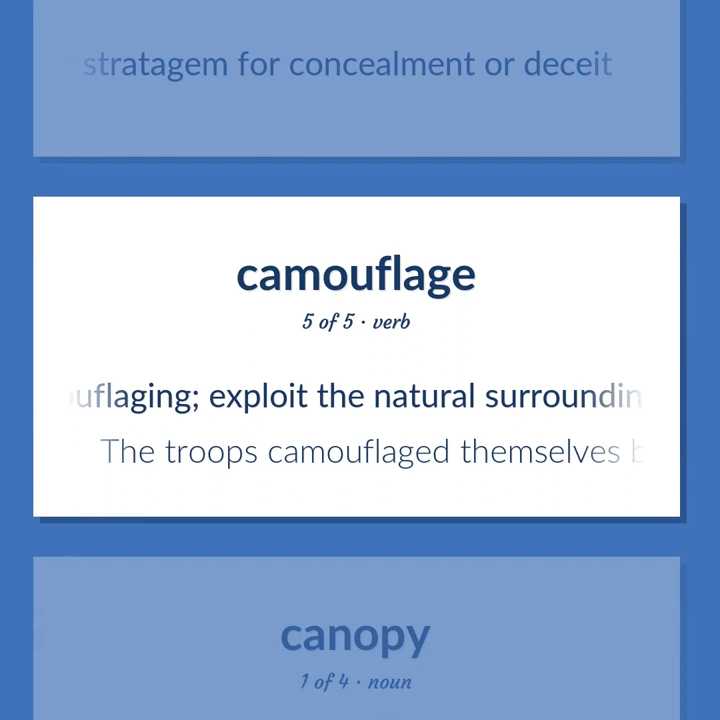 stratagem for concealment or deceit
camouflage
5 of 5 · verb
ouflaging; exploit the natural surroundin
The troops camouflaged themselves b
canopy
1 of 4 · noun